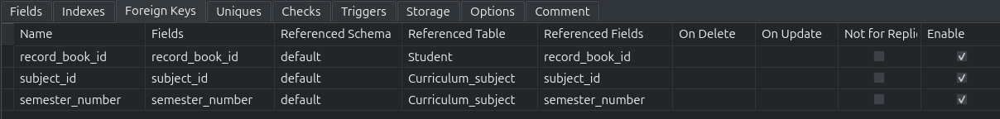 Fields Indexes Foreign Keys Uniques Checks Triggers Storage Options Comment
Name Fields Referenced Schema Referenced Table Referenced Fields On Delete On Update Not for Replic Enable
record_book_id record_book_id default Student record_book_id
subject_id subject_id default Curriculum_subject subject_id
semester_number semester_number default Curriculum_subject semester_number